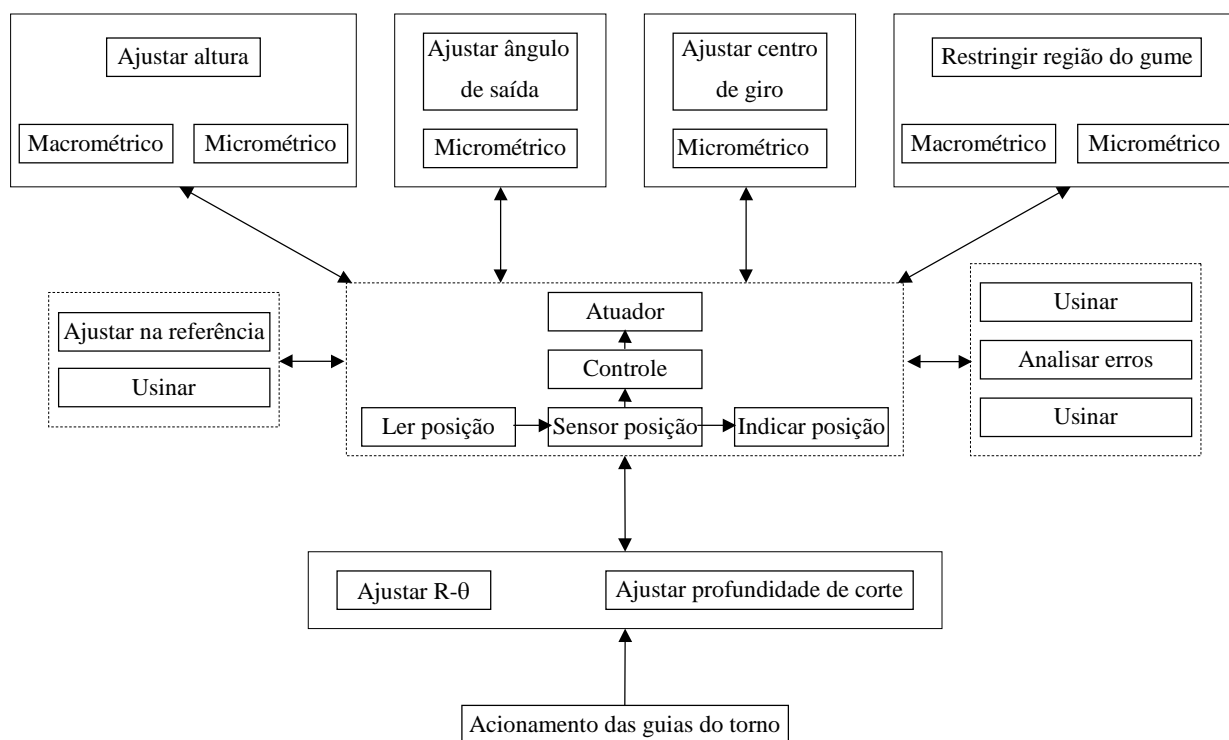 Ajustar altura
Macrométrico
Micrométrico
Ajustar ângulo
de saída
Micrométrico
Ajustar centro
de giro
Micrométrico
Restringir região do gume
Macrométrico
Micrométrico
Ajustar na referência
Usinar
Atuador
Controle
Ler posição
Sensor posição
Indicar posição
Usinar
Analisar erros
Usinar
Ajustar R-θ
Ajustar profundidade de corte
Acionamento das guias do torno